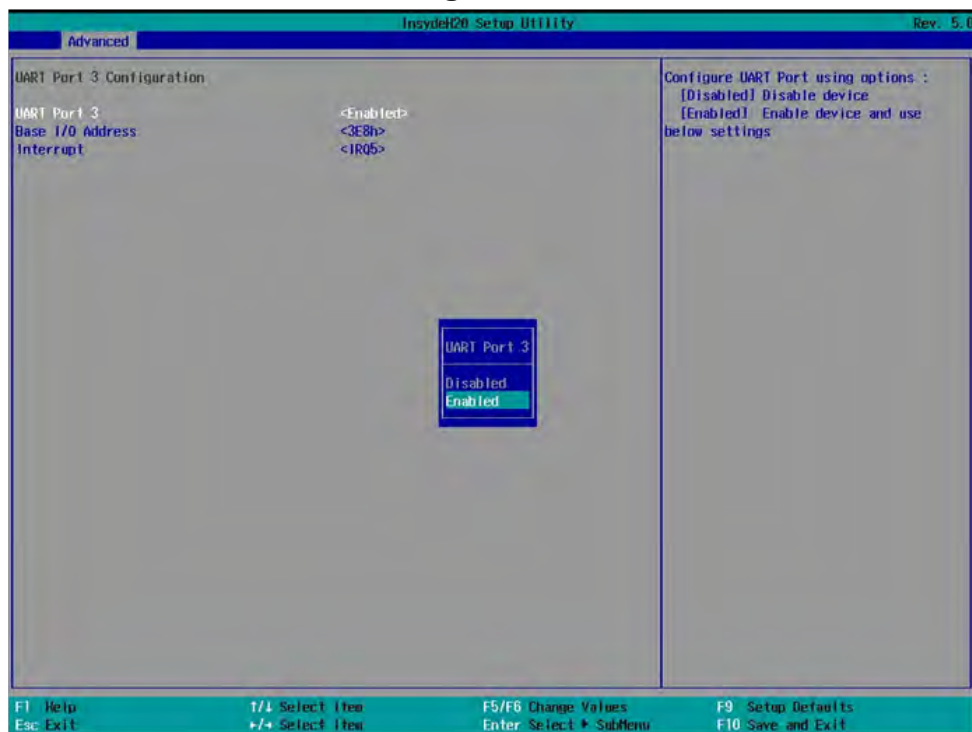 InsydeH20 Setup Utility Rev. 5.0
Advanced
UART Port 3 Configuration
UART Port 3 <Enabled>
Base I/O Address <3E8h>
Interrupt <IRQ5>
Configure UART Port using options :
[Disabled] Disable device
[Enabled] Enable device and use
below settings
UART Port 3
Disabled
Enabled
F1 Help ↑/↓ Select Item F5/F6 Change Values F9 Setup Defaults
Esc Exit ←/→ Select Item Enter Select ▶ SubMenu F10 Save and Exit